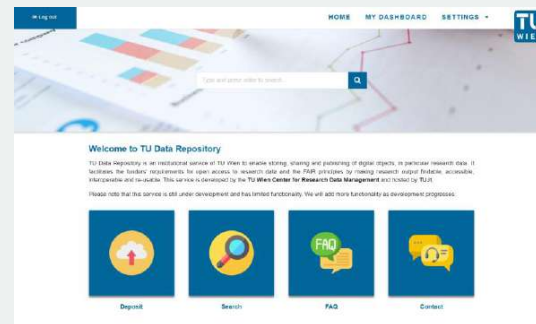 Log out
HOME MY DASHBOARD SETTINGS
TU
WIEN
Type and press enter to search
Welcome to TU Data Repository
TU Data Repository is an institutional service of TU Wien to enable storing, sharing and publishing of digital objects, in particular research data. It
facilitates the funders' requirements for open access to research data and the FAIR principles by making research output findable, accessible,
interoperable and re-usable. This service is developed by the TU Wien Center for Research Data Management and hosted by TU.it
Please note that this service is still under development and has limited functionality. We will add more functionality as development progresses.
FAQ
Deposit Search FAQ Contact